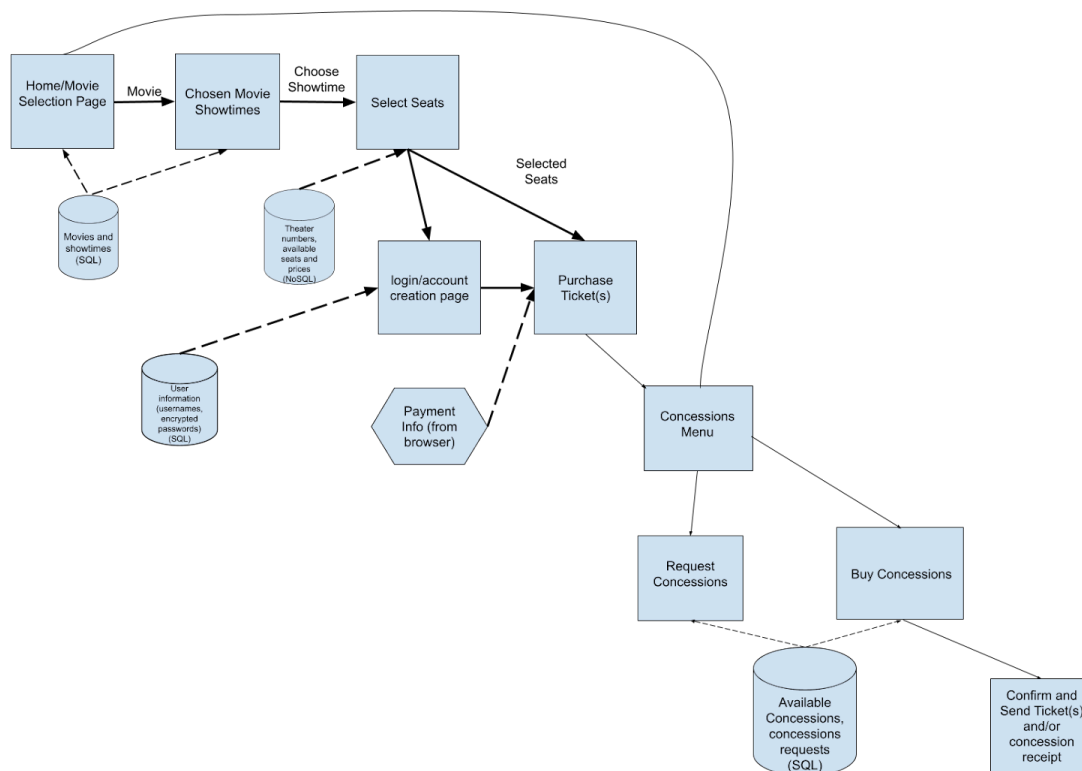 Home/Movie
Selection Page
Movie
Chosen Movie
Showtimes
Choose
Showtime
Select Seats
Selected
Seats
Movies and
showtimes
(SQL)
Theater
numbers,
available
seats and
prices
(NoSQL)
login/account
creation page
Purchase
Ticket(s)
User
information
(usernames,
encrypted
passwords)
(SQL)
Payment
Info (from
browser)
Concessions
Menu
Request
Concessions
Buy Concessions
Available
Concessions,
concessions
requests
(SQL)
Confirm and
Send Ticket(s)
and/or
concession
receipt